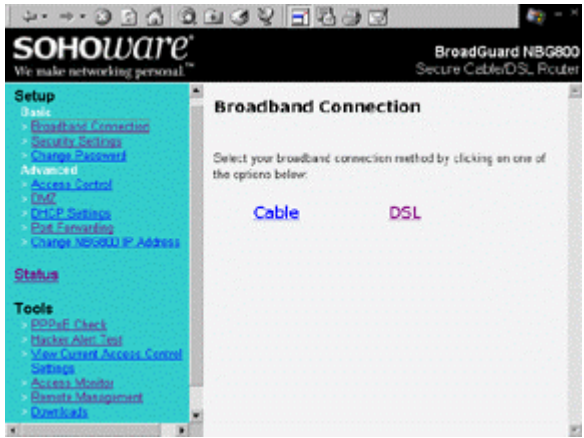 SOHOware
We make networking personal.™
BroadGuard NBG800
Secure Cable/DSL Router
Setup
Basic
Broadband Connection
Security Settings
Change Password
Advanced
Access Control
DMZ
DHCP Settings
Port Forwarding
Change NBG800 IP Address
Status
Tools
PPPoE Check
Hacker Alert Test
View Current Access Control
Settings
Access Monitor
Remote Management
Downloads
Broadband Connection
Select your broadband connection method by clicking on one of
the options below:
Cable DSL